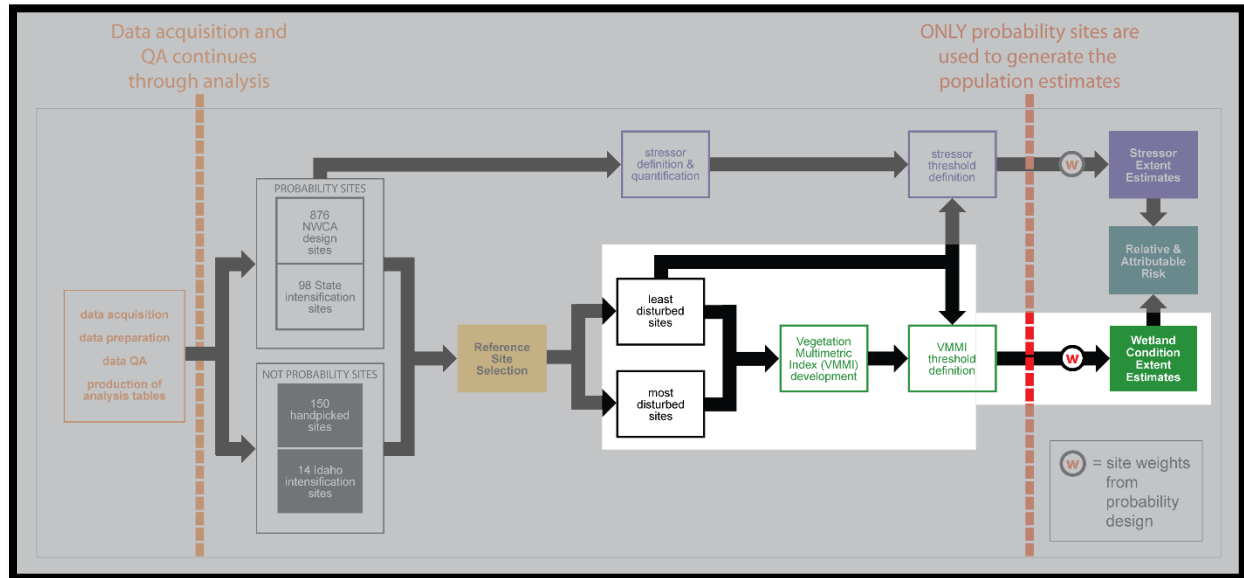 Data acquisition and
QA continues
through analysis
ONLY probability sites are
used to generate the
population estimates
data acquisition
data preparation
data QA
production of
analysis tables
PROBABILITY SITES
876
NWCA
design
sites
98 State
intensification
sites
NOT PROBABILITY SITES
150
handpicked
sites
14 Idaho
intensification
sites
Reference
Site
Selection
stressor
definition &
quantification
least
disturbed
sites
most
disturbed
sites
Vegetation
Multimetric
Index (VMMI)
development
stressor
threshold
definition
VMMI
threshold
definition
W
W
Stressor
Extent
Estimates
Relative &
Attributable
Risk
Wetland
Condition
Extent
Estimates
W = site weights
from
probability
design